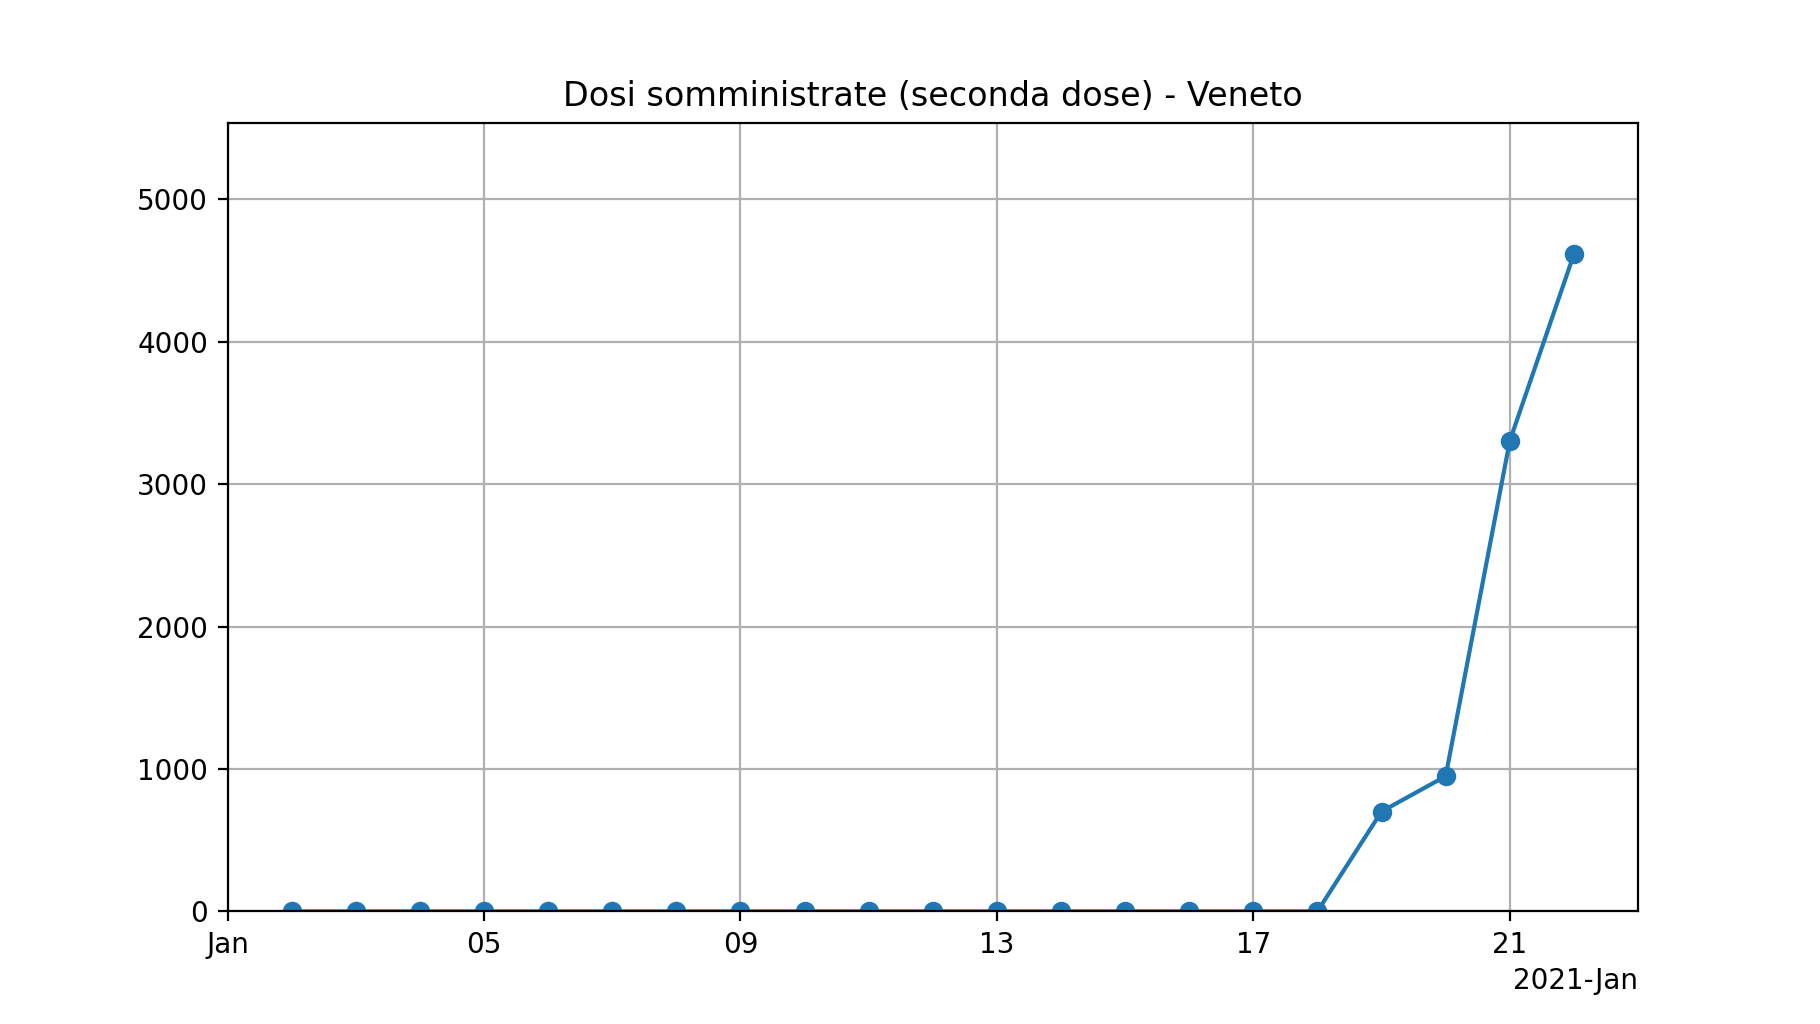 Dosi somministrate (seconda dose) - Veneto
5000
4000
3000
2000
1000
0
Jan 05 09 13 17 21
2021-Jan